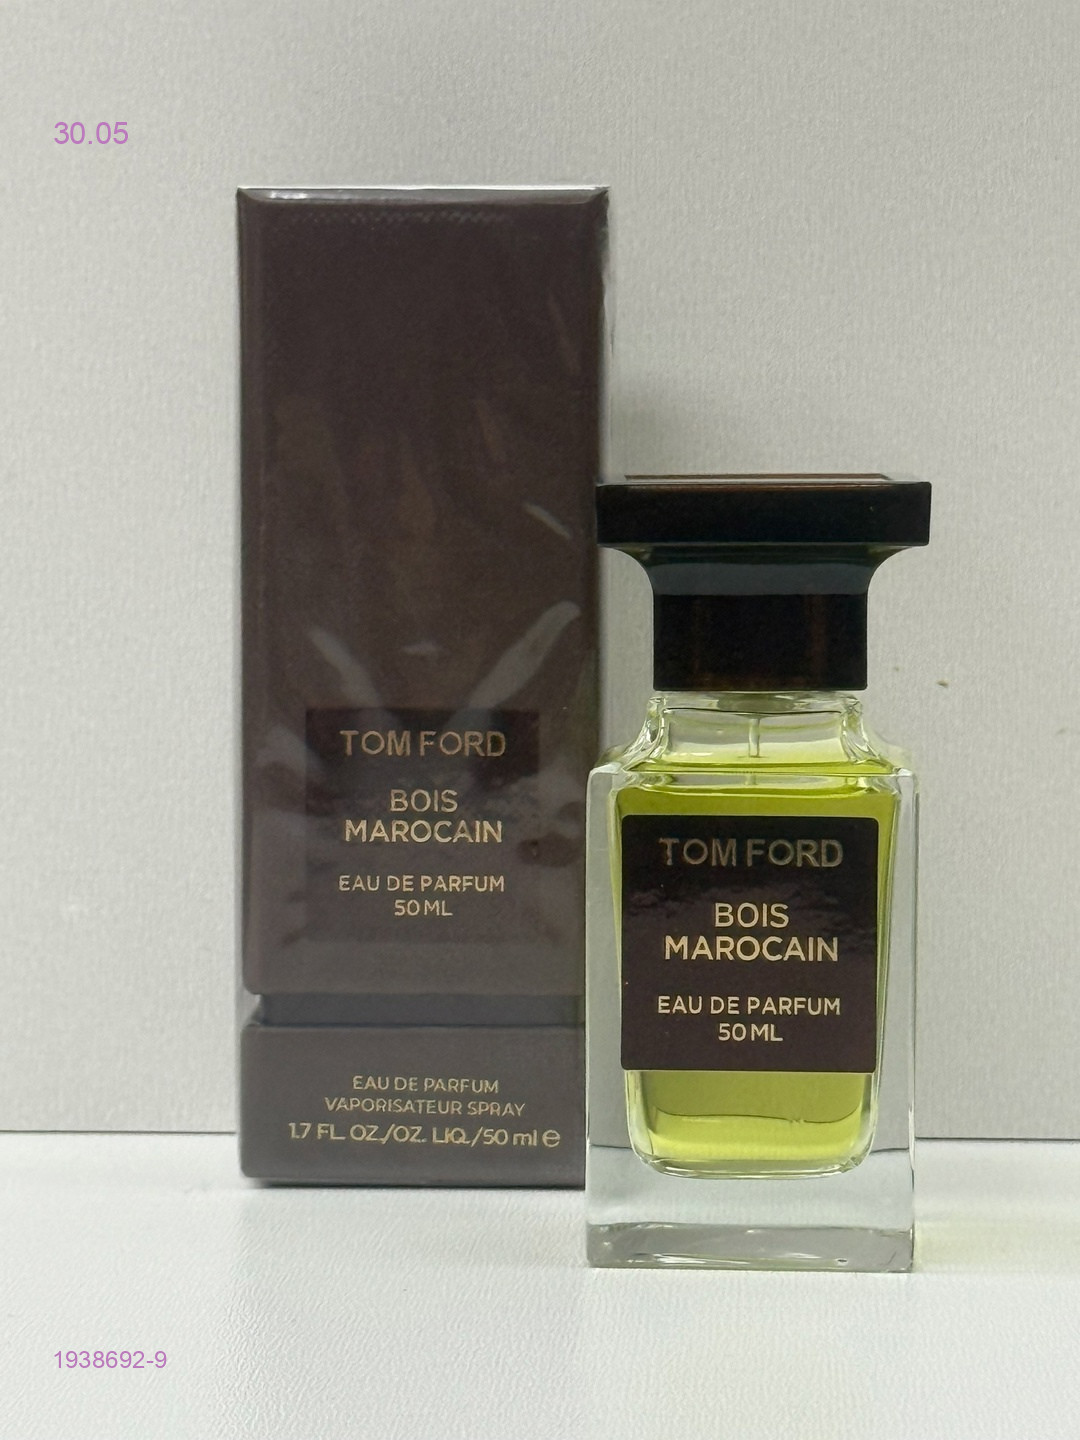 30.05
TOM FORD
BOIS
MAROCAIN
EAU DE PARFUM
50 ML
EAU DE PARFUM
VAPORISATEUR SPRAY
1.7 FL. OZ./OZ. LIQ./50 ml e
TOM FORD
BOIS
MAROCAIN
EAU DE PARFUM
50 ML
1938692-9